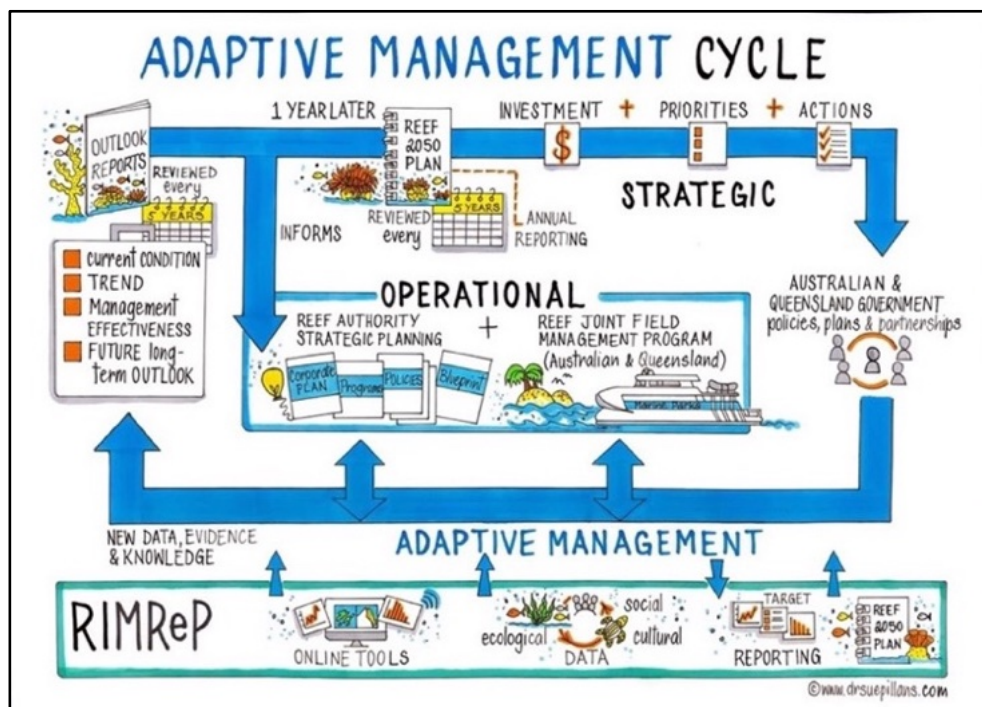 ADAPTIVE MANAGEMENT CYCLE
OUTLOOK
REPORTS
REVIEWED
every
5 YEARS
current CONDITION
TREND
Management
EFFECTIVENESS
FUTURE long-
term OUTLOOK
1 YEAR LATER
REEF
2050
PLAN
REVIEWED
every
5 YEARS
ANNUAL
REPORTING
INVESTMENT + PRIORITIES + ACTIONS
$
STRATEGIC
INFORMS
AUSTRALIAN &
QUEENSLAND GOVERNMENT
policies, plans & partnerships
OPERATIONAL
REEF AUTHORITY
STRATEGIC PLANNING
+
REEF JOINT FIELD
MANAGEMENT PROGRAM
(Australian & Queensland)
Corporate
PLAN
Programs
POLICIES
Blueprint
Marine Parks
NEW DATA, EVIDENCE
& KNOWLEDGE
ADAPTIVE MANAGEMENT
RIMReP
ONLINE TOOLS
ecological
social
cultural
DATA
TARGET
REPORTING
REEF
2050
PLAN
©www.drsuepillans.com